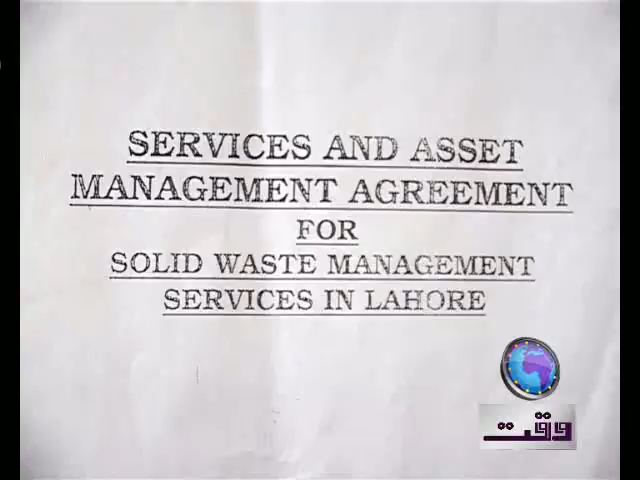 SERVICES AND ASSET
MANAGEMENT AGREEMENT
FOR
SOLID WASTE MANAGEMENT
SERVICES IN LAHORE
وقت